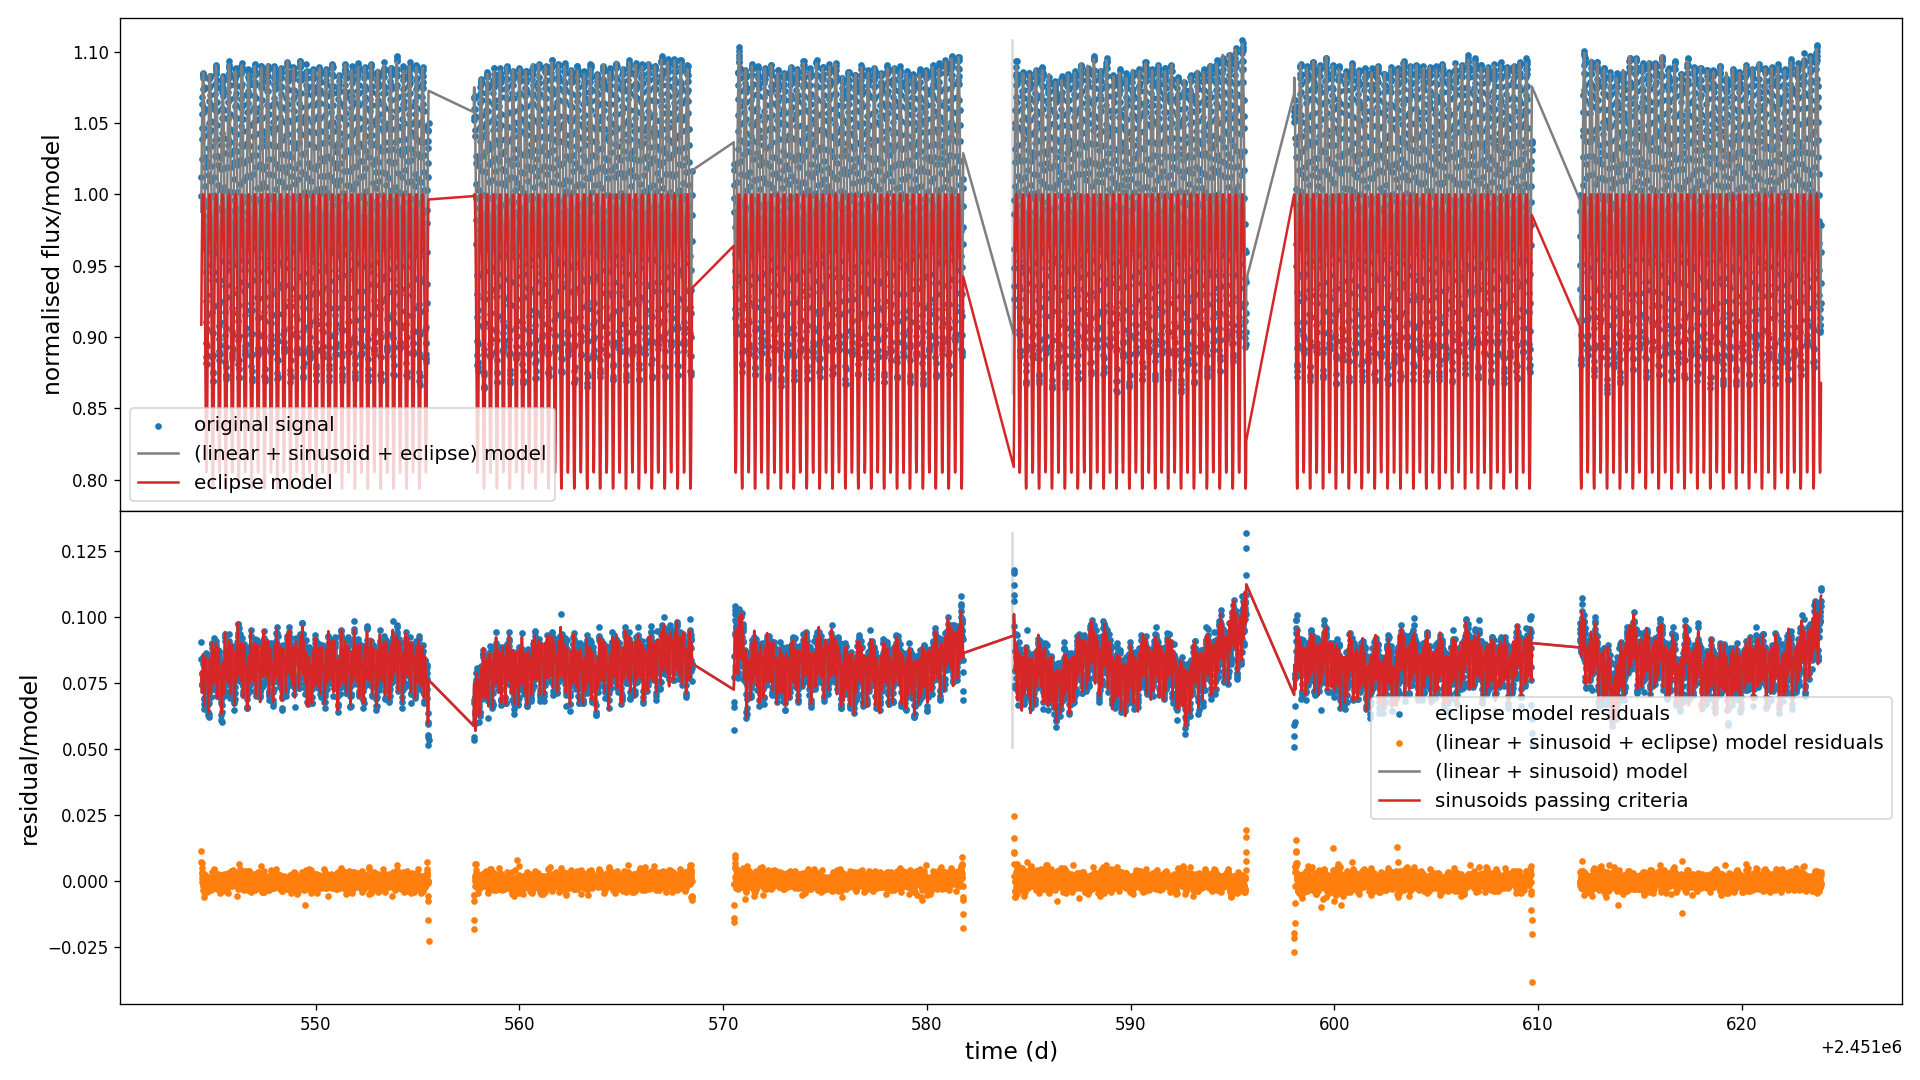 normalised flux/model
1.10
1.05
1.00
0.95
0.90
0.85
0.80
original signal
(linear + sinusoid + eclipse) model
eclipse model
residual/model
0.125
0.100
0.075
0.050
0.025
0.000
−0.025
eclipse model residuals
(linear + sinusoid + eclipse) model residuals
(linear + sinusoid) model
sinusoids passing criteria
550 560 570 580 590 600 610 620
time (d)
+2.451e6